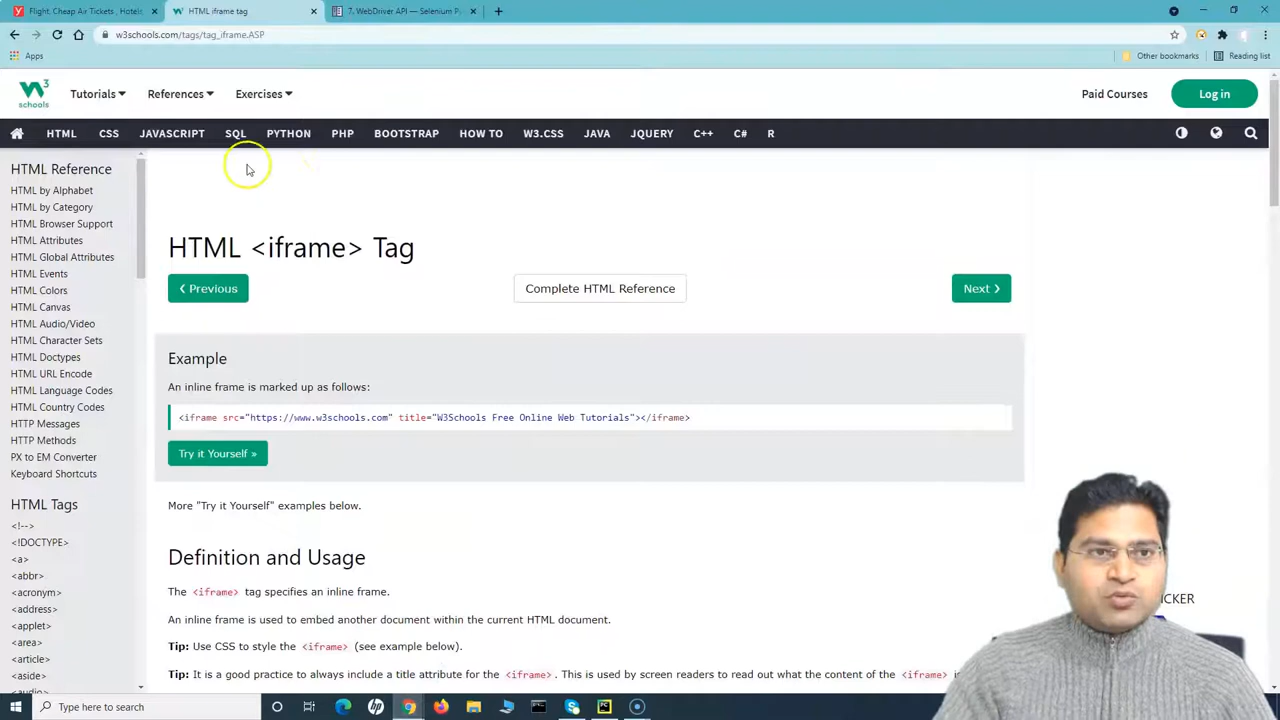 Flight. Cheap Air Tickets, Hotels,
HTML iframe tag
7. WebDriver API — Selenium P
w3schools.com/tags/tag_iframe.ASP
Apps
Other bookmarks
Reading list
3
schools
Tutorials
References
Exercises
Paid Courses
Log in
HTML CSS JAVASCRIPT SQL PYTHON PHP BOOTSTRAP HOW TO W3.CSS JAVA JQUERY C++ C# R
HTML Reference
HTML by Alphabet
HTML by Category
HTML Browser Support
HTML Attributes
HTML Global Attributes
HTML Events
HTML Colors
HTML Canvas
HTML Audio/Video
HTML Character Sets
HTML Doctypes
HTML URL Encode
HTML Language Codes
HTML Country Codes
HTTP Messages
HTTP Methods
PX to EM Converter
Keyboard Shortcuts
HTML Tags
<!-->
<!DOCTYPE>
<a>
<abbr>
<acronym>
<address>
<applet>
<area>
<article>
<aside>
<audio>
HTML <iframe> Tag
❮ Previous
Complete HTML Reference
Next ❯
Example
An inline frame is marked up as follows:
<iframe src="https://www.w3schools.com" title="W3Schools Free Online Web Tutorials"></iframe>
Try it Yourself »
More "Try it Yourself" examples below.
Definition and Usage
The <iframe> tag specifies an inline frame.
An inline frame is used to embed another document within the current HTML document.
Tip: Use CSS to style the <iframe> (see example below).
Tip: It is a good practice to always include a title attribute for the <iframe>. This is used by screen readers to read out what the content of the <iframe> i
ICKER
Type here to search